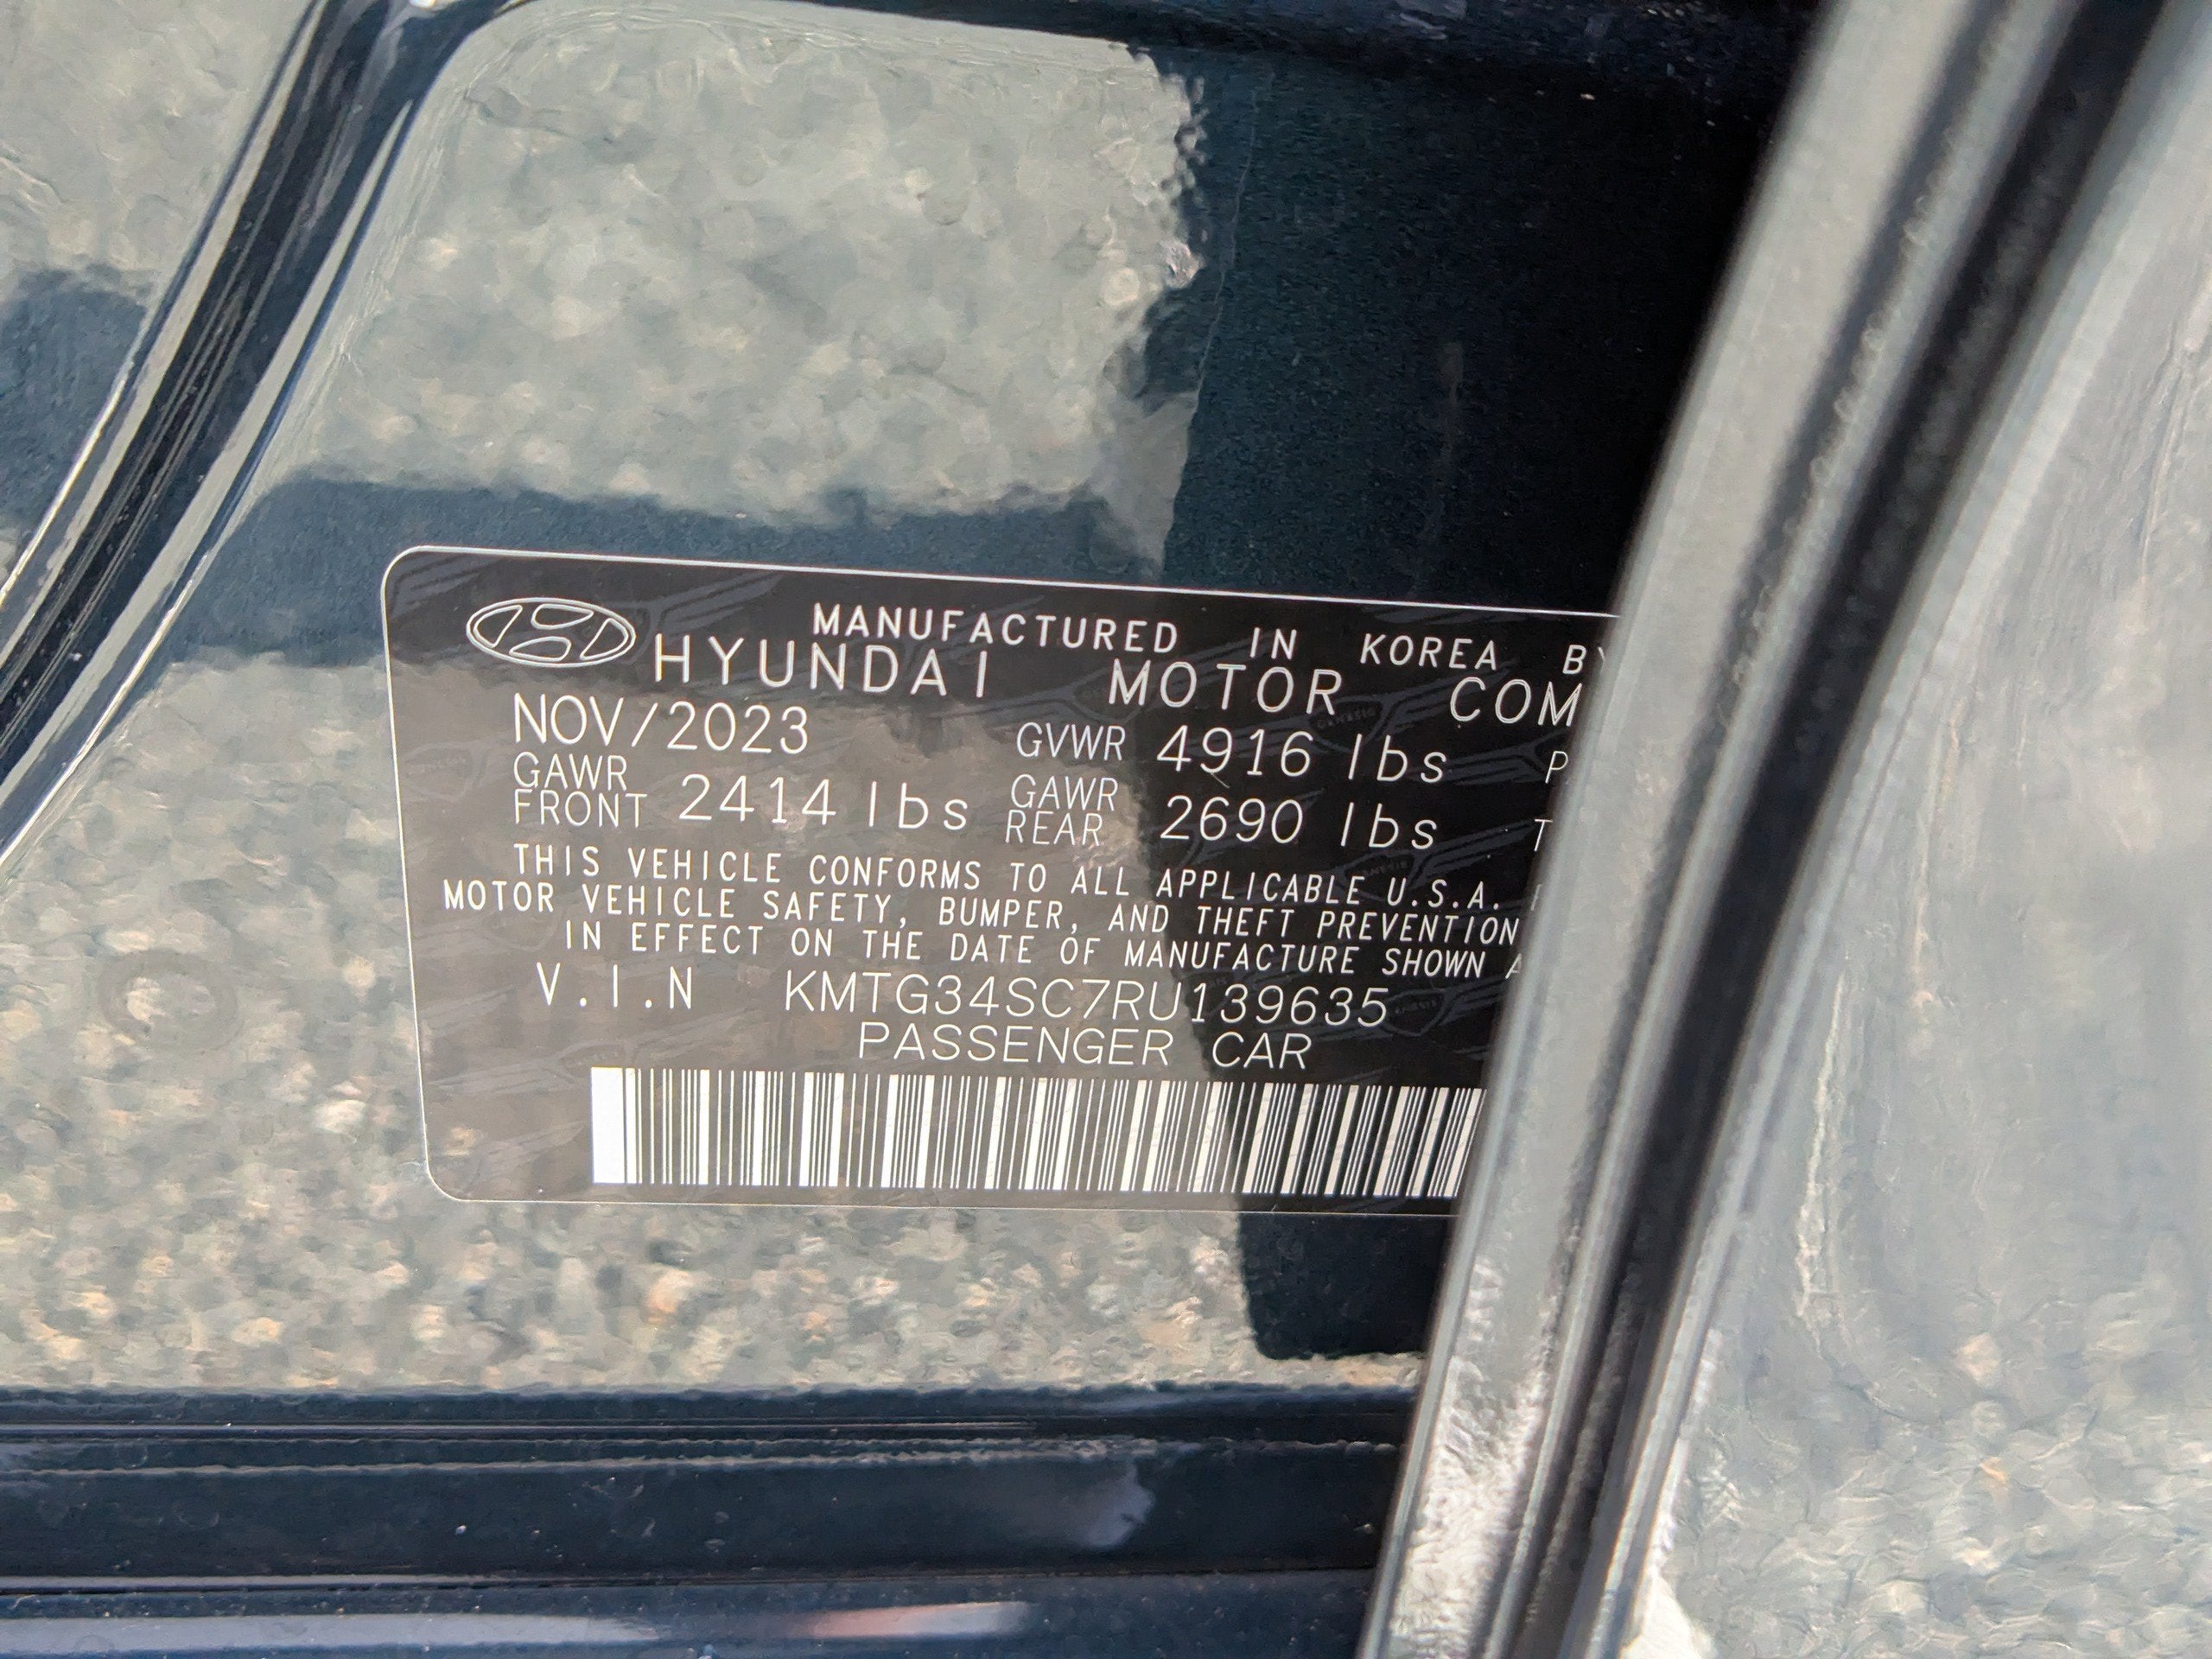 MANUFACTURED IN KOREA BY
HYUNDAI MOTOR COM
NOV/2023 GVWR 4916 lbs P
GAWR FRONT 2414 lbs GAWR REAR 2690 lbs T
THIS VEHICLE CONFORMS TO ALL APPLICABLE U.S.A.
MOTOR VEHICLE SAFETY, BUMPER, AND THEFT PREVENTION
IN EFFECT ON THE DATE OF MANUFACTURE SHOWN A
V.I.N KMTG34SC7RU139635
PASSENGER CAR